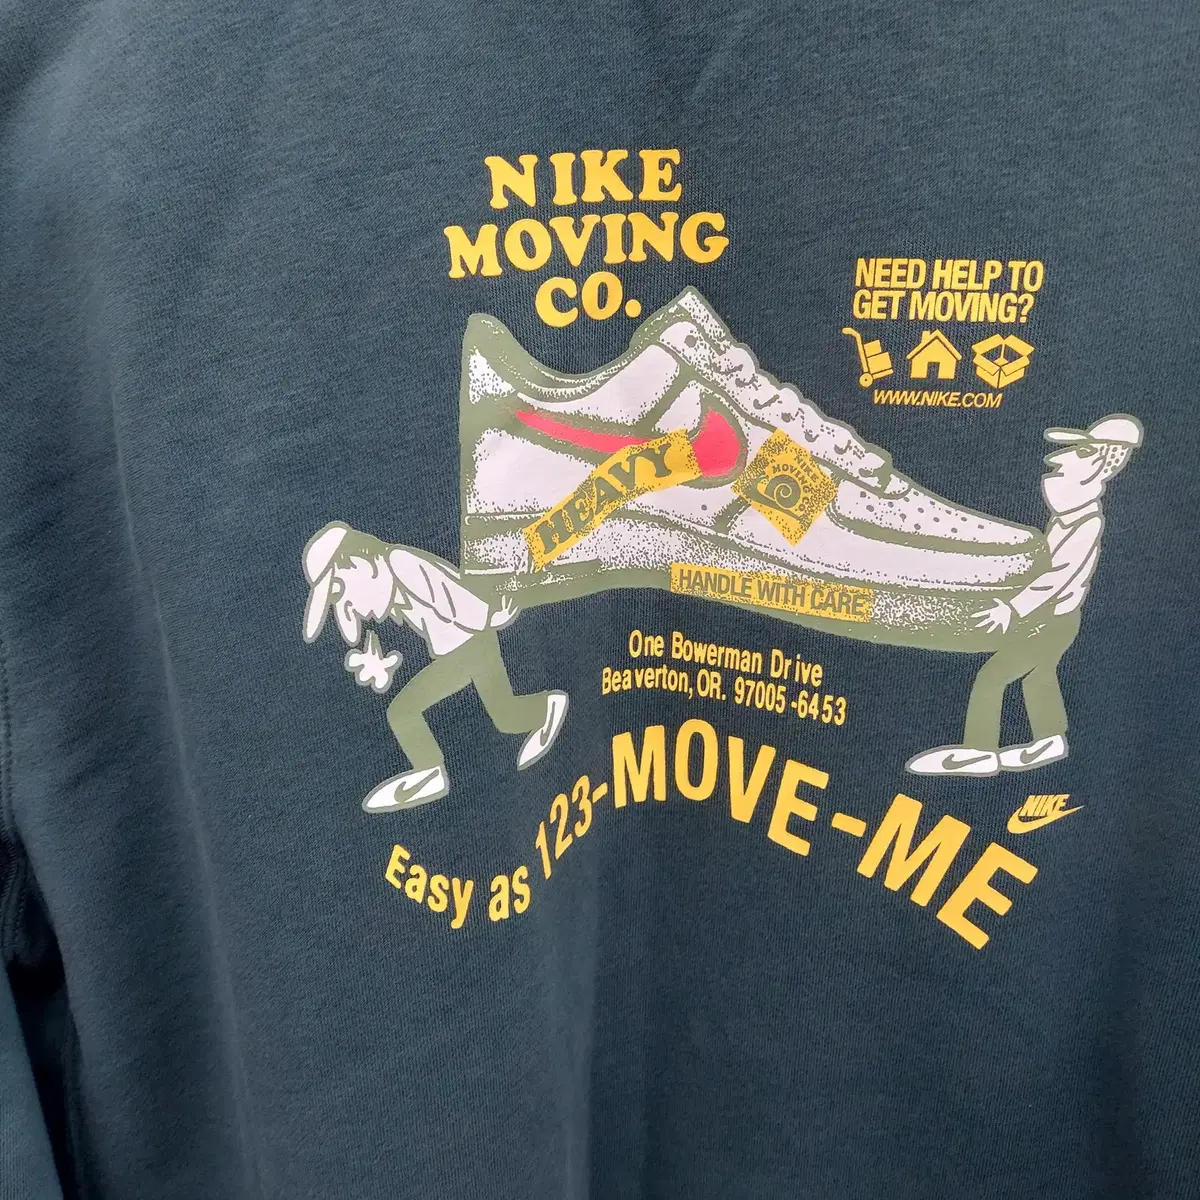 NIKE
MOVING
CO.
NEED HELP TO
GET MOVING?
WWW.NIKE.COM
HEAVY
NIKE
MOVING CO.
HANDLE WITH CARE
One Bowerman Drive
Beaverton, OR. 97005-6453
Easy as 123-MOVE-ME
NIKE